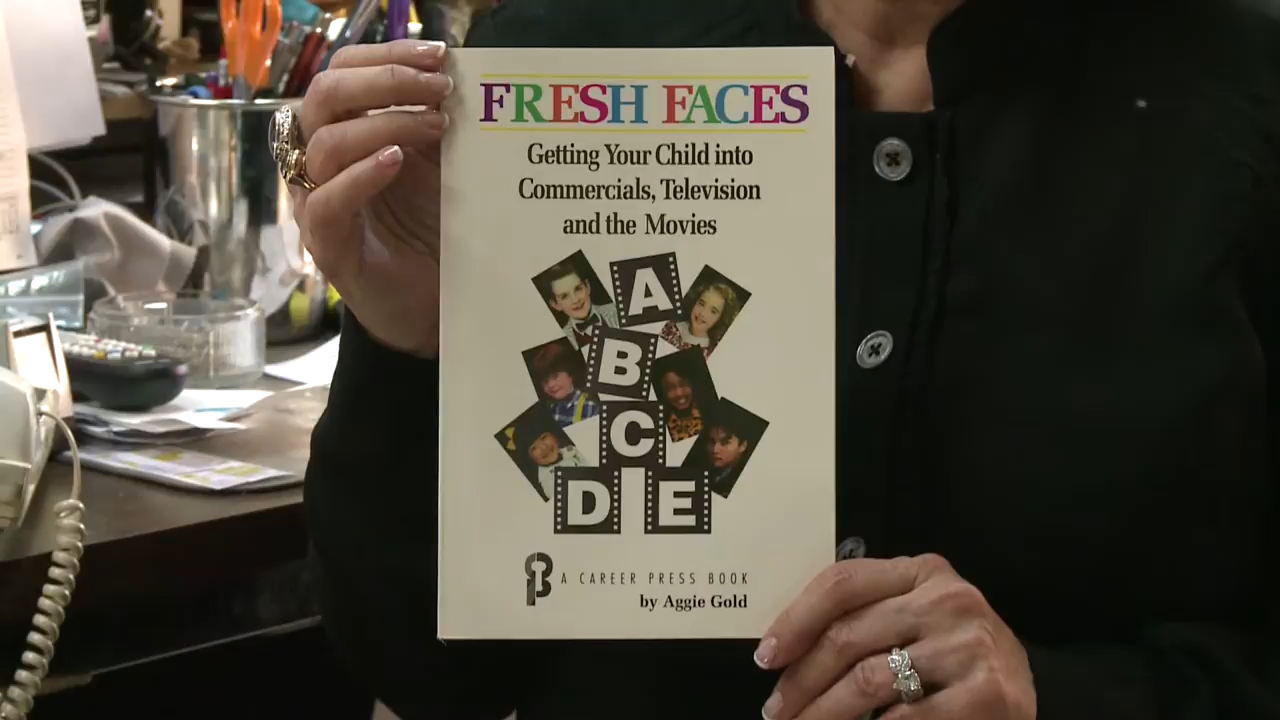 FRESH FACES
Getting Your Child into
Commercials, Television
and the Movies
A
B
C
D E
A CAREER PRESS BOOK
by Aggie Gold